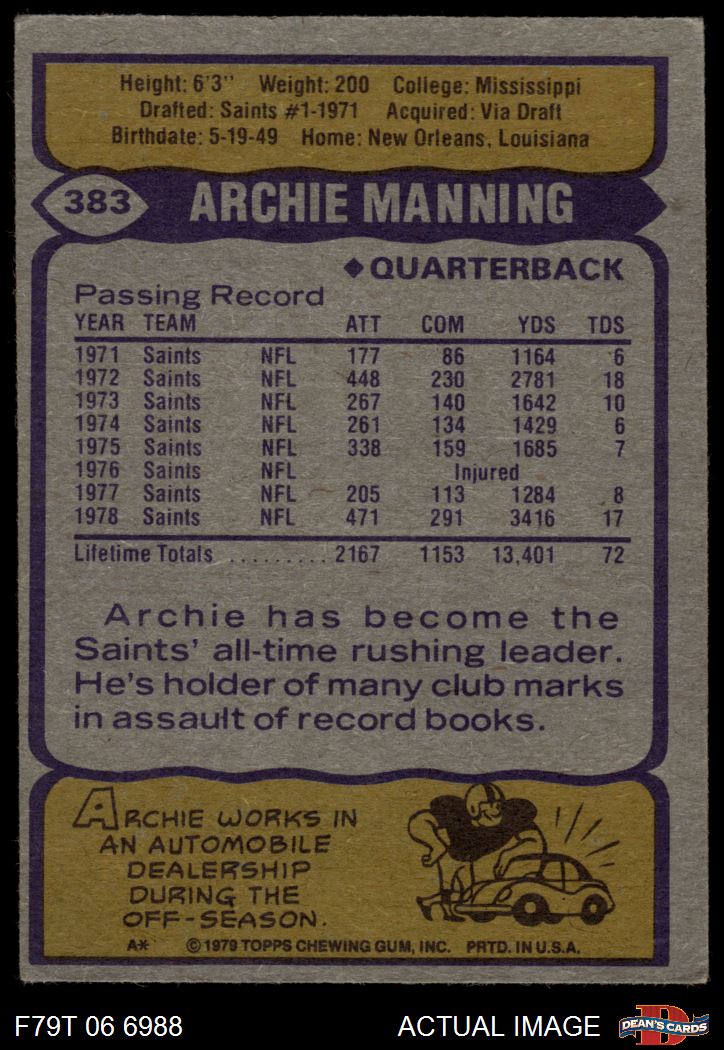 Height: 6'3" Weight: 200 College: Mississippi
Drafted: Saints #1-1971 Acquired: Via Draft
Birthdate: 5-19-49 Home: New Orleans, Louisiana
383 ARCHIE MANNING
◆QUARTERBACK
Passing Record
YEAR TEAM ATT COM YDS TDS
1971 Saints NFL 177 86 1164 6
1972 Saints NFL 448 230 2781 18
1973 Saints NFL 267 140 1642 10
1974 Saints NFL 261 134 1429 6
1975 Saints NFL 338 159 1685 7
1976 Saints NFL Injured
1977 Saints NFL 205 113 1284 8
1978 Saints NFL 471 291 3416 17
Lifetime Totals ......... 2167 1153 13,401 72
Archie has become the
Saints' all-time rushing leader.
He's holder of many club marks
in assault of record books.
ARCHIE WORKS IN
AN AUTOMOBILE
DEALERSHIP
DURING THE
OFF-SEASON.
A* © 1979 TOPPS CHEWING GUM, INC. PRTD. IN U.S.A.
F79T 06 6988 ACTUAL IMAGE D DEAN'S CARDS